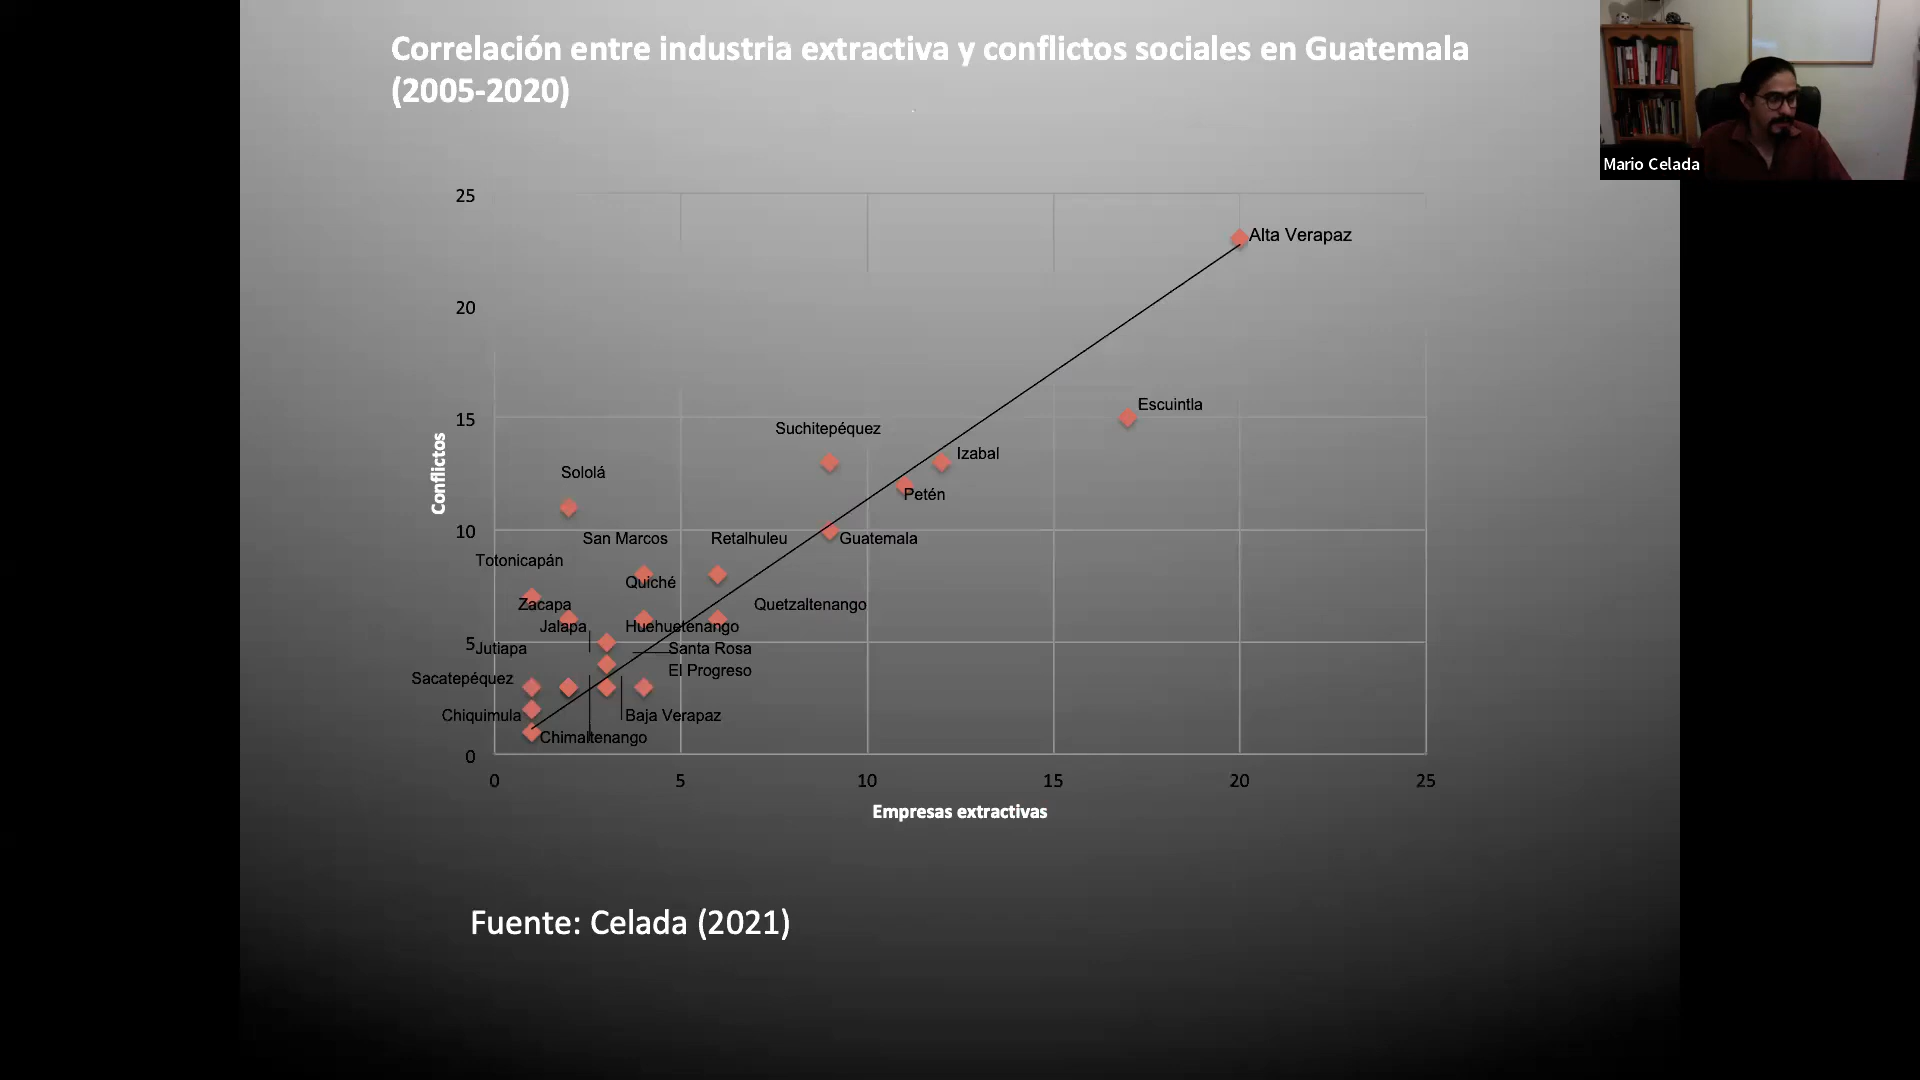 Correlación entre industria extractiva y conflictos sociales en Guatemala
(2005-2020)
Mario Celada
25
Alta Verapaz
20
Escuintla
15
Suchitepéquez
Izabal
Sololá
Petén
Conflictos
10
San Marcos
Retalhuleu
Guatemala
Totonicapán
Quiché
Zacapa
Quetzaltenango
Jalapa
Huehuetenango
5
Jutiapa
Santa Rosa
El Progreso
Sacatepéquez
Chiquimula
Baja Verapaz
Chimaltenango
0
0 5 10 15 20 25
Empresas extractivas
Fuente: Celada (2021)